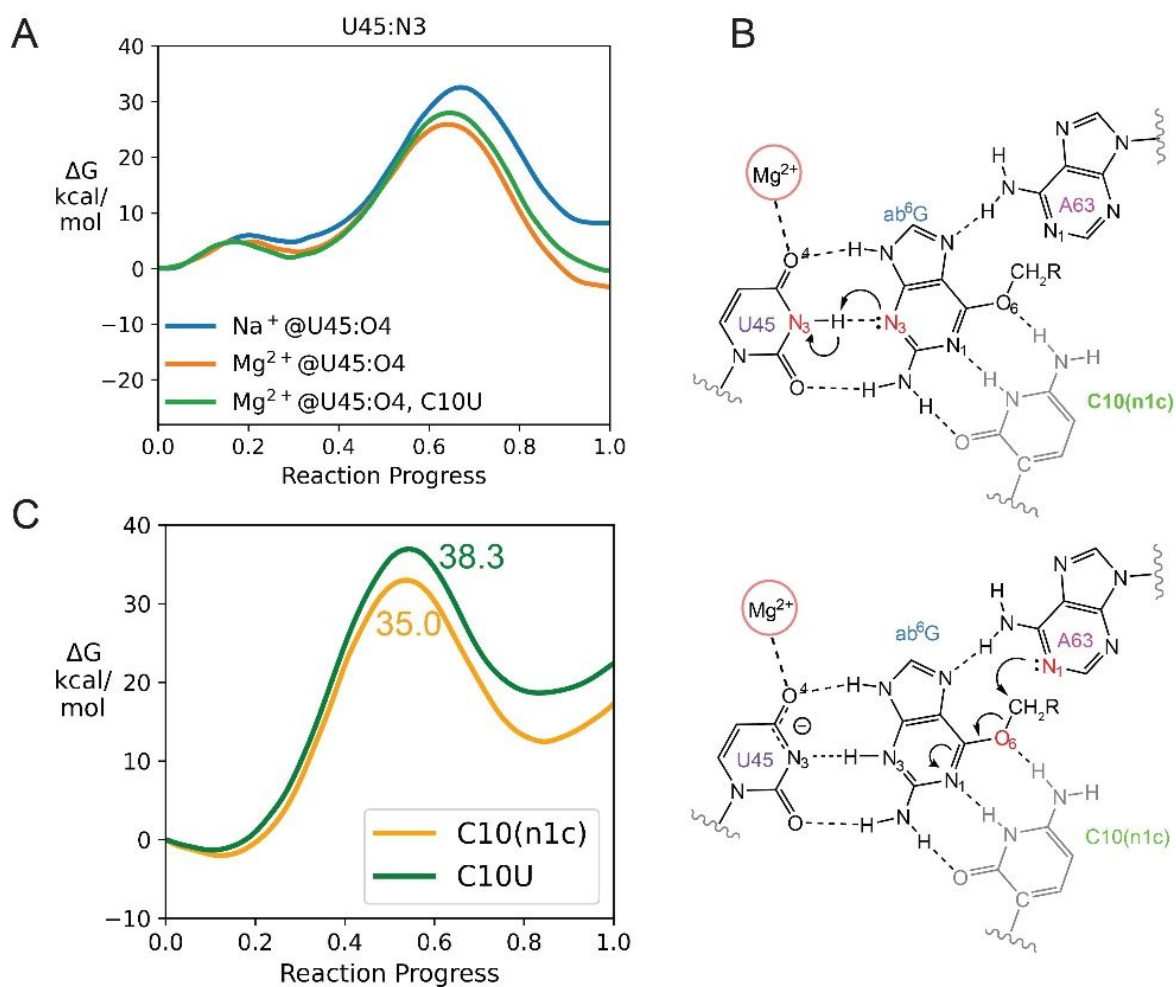 A
U45:N3
40
30
20
10
0
−10
−20
ΔG
kcal/
mol
Na⁺@U45:O4
Mg²⁺@U45:O4
Mg²⁺@U45:O4, C10U
0.0 0.2 0.4 0.6 0.8 1.0
Reaction Progress
B
Mg²⁺
H
N
N
N
H
A63
N
N₁
ab⁶G
H
N
N
O⁴
H
N
CH₂R
O₆
U45
N₃
H
:N₃
N₁
N
O
H
N
H
H
N
H
H
N
C10(n1c)
O
C
C
40
30
20
10
0
−10
ΔG
kcal/
mol
38.3
35.0
C10(n1c)
C10U
0.0 0.2 0.4 0.6 0.8 1.0
Reaction Progress
Mg²⁺
H
N
N
N
H
A63
N
:N₁
ab⁶G
H
N
N
O⁴
H
N
CH₂R
O₆
U45
⊖
N₃
H
N₃
N₁
N
O
H
N
H
H
N
H
H
N
C10(n1c)
O
C